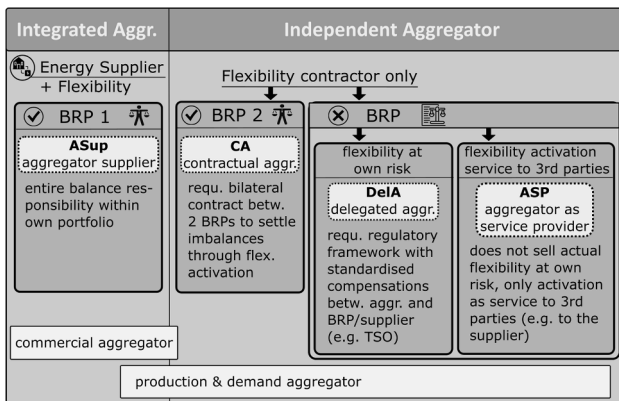 Integrated Aggr.
Independent Aggregator
Energy Supplier
+ Flexibility
Flexibility contractor only
BRP 1
ASup
aggregator supplier
entire balance res-
ponsibility within
own portfolio
BRP 2
CA
contractual aggr.
requ. bilateral
contract betw.
2 BRPs to settle
imbalances
through flex.
activation
BRP
flexibility at
own risk
DelA
delegated aggr.
requ. regulatory
framework with
standardised
compensations
betw. aggr. and
BRP/supplier
(e.g. TSO)
flexibility activation
service to 3rd parties
ASP
aggregator as
service provider
does not sell actual
flexibility at own
risk, only activation
as service to 3rd
parties (e.g. to the
supplier)
commercial aggregator
production & demand aggregator